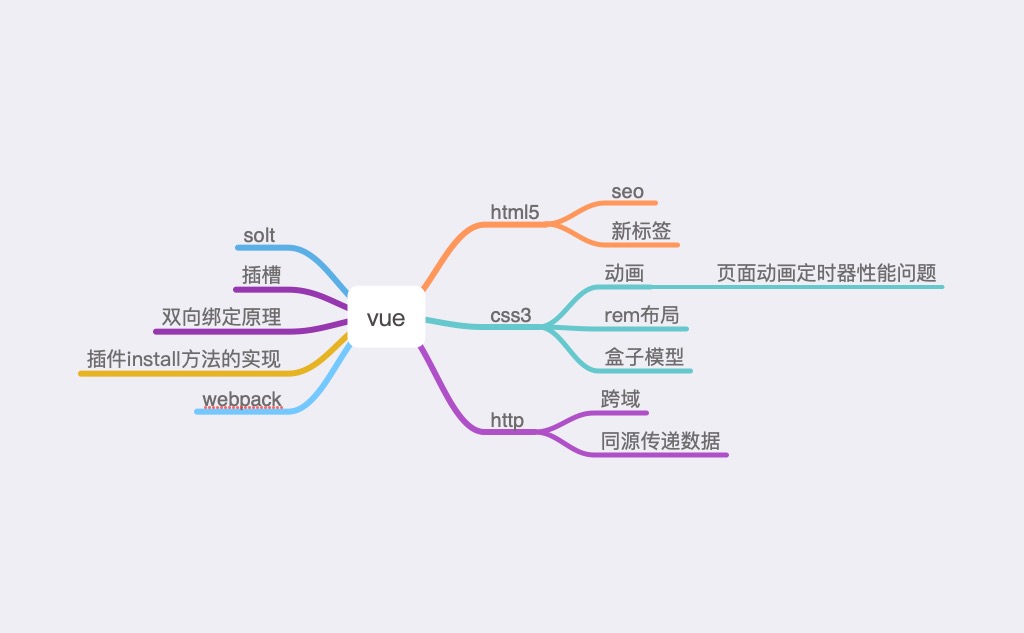 vue
html5
seo
新标签
css3
动画
页面动画定时器性能问题
rem布局
盒子模型
http
跨域
同源传递数据
solt
插槽
双向绑定原理
插件install方法的实现
webpack